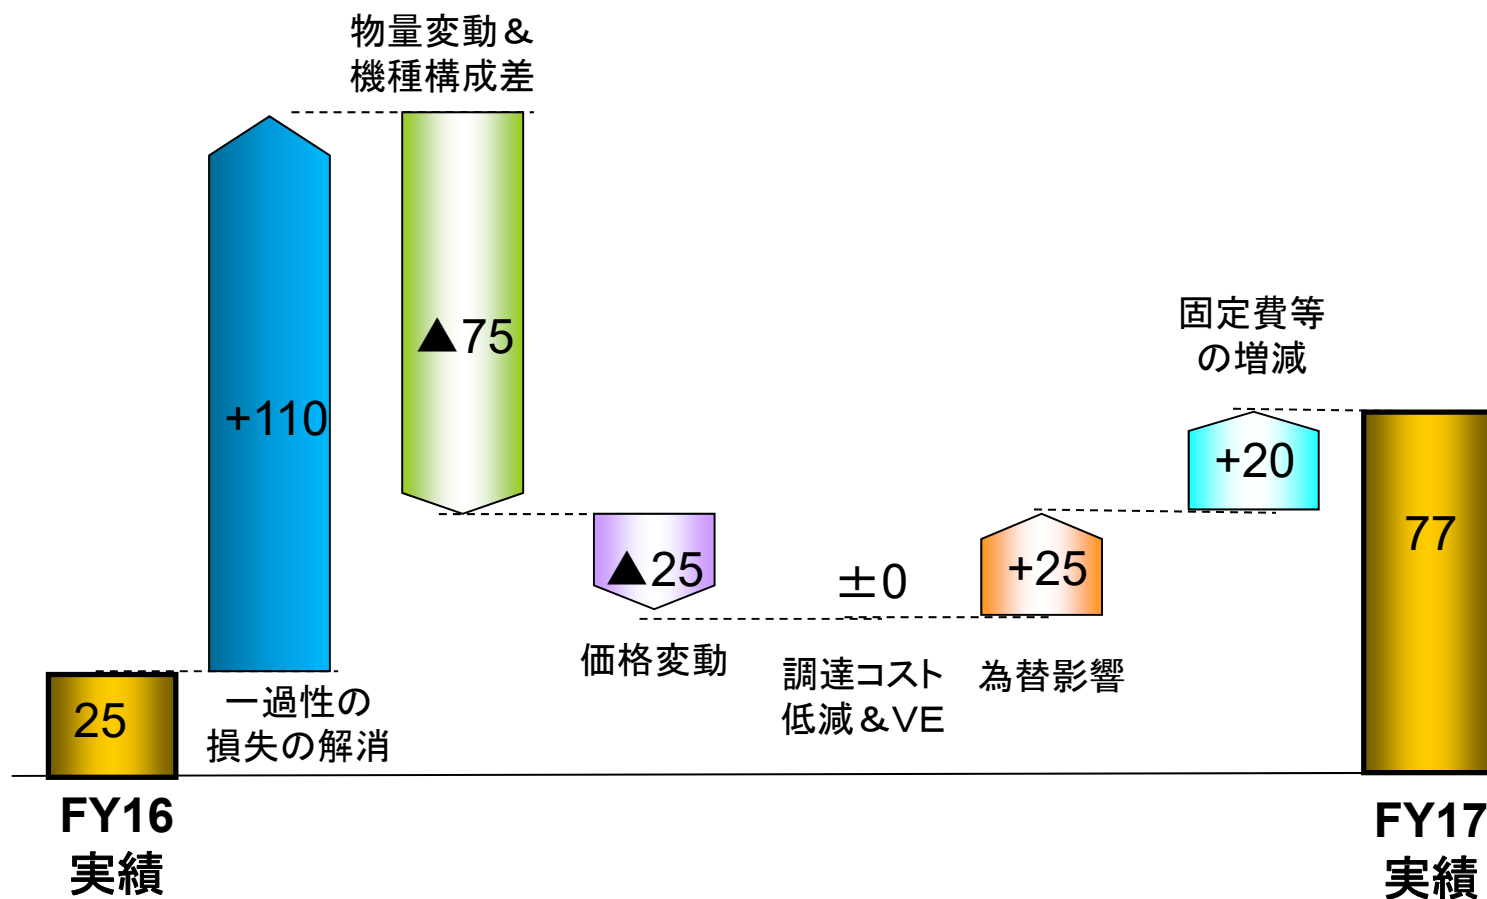 物量変動＆
機種構成差
▲75
+110
固定費等
の増減
+20
77
▲25
±0
+25
価格変動
調達コスト
低減＆VE
為替影響
25
一過性の
損失の解消
FY16
実績
FY17
実績